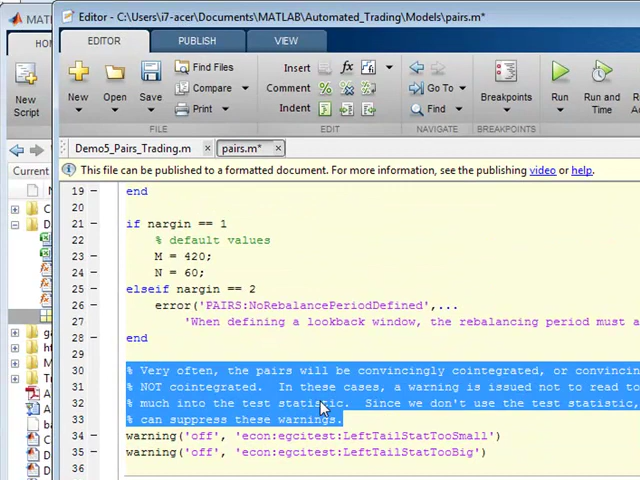 MATL
Editor - C:\Users\i7-acer\Documents\MATLAB\Automated_Trading\Models\pairs.m*
HO
EDITOR
PUBLISH
VIEW
New
Script
New
Open
Save
Find Files
Compare
Print
FILE
Insert
fx
Comment
Indent
EDIT
Go To
Find
NAVIGATE
Breakpoints
BREAKPOINTS
Run
Run and
Time
Current
Demo5_Pairs_Trading.m
pairs.m*
This file can be published to a formatted document. For more information, see the publishing video or help.
19 end
20
21 if nargin == 1
22 % default values
23 M = 420;
24 N = 60;
25 elseif nargin == 2
26 error('PAIRS:NoRebalancePeriodDefined',...
27 'When defining a lookback window, the rebalancing period must a
28 end
29
30 % Very often, the pairs will be convincingly cointegrated, or convincin
31 % NOT cointegrated. In these cases, a warning is issued not to read to
32 % much into the test statistic. Since we don't use the test statistic,
33 % can suppress these warnings.
34 warning('off', 'econ:egcitest:LeftTailStatTooSmall')
35 warning('off', 'econ:egcitest:LeftTailStatTooBig')
36